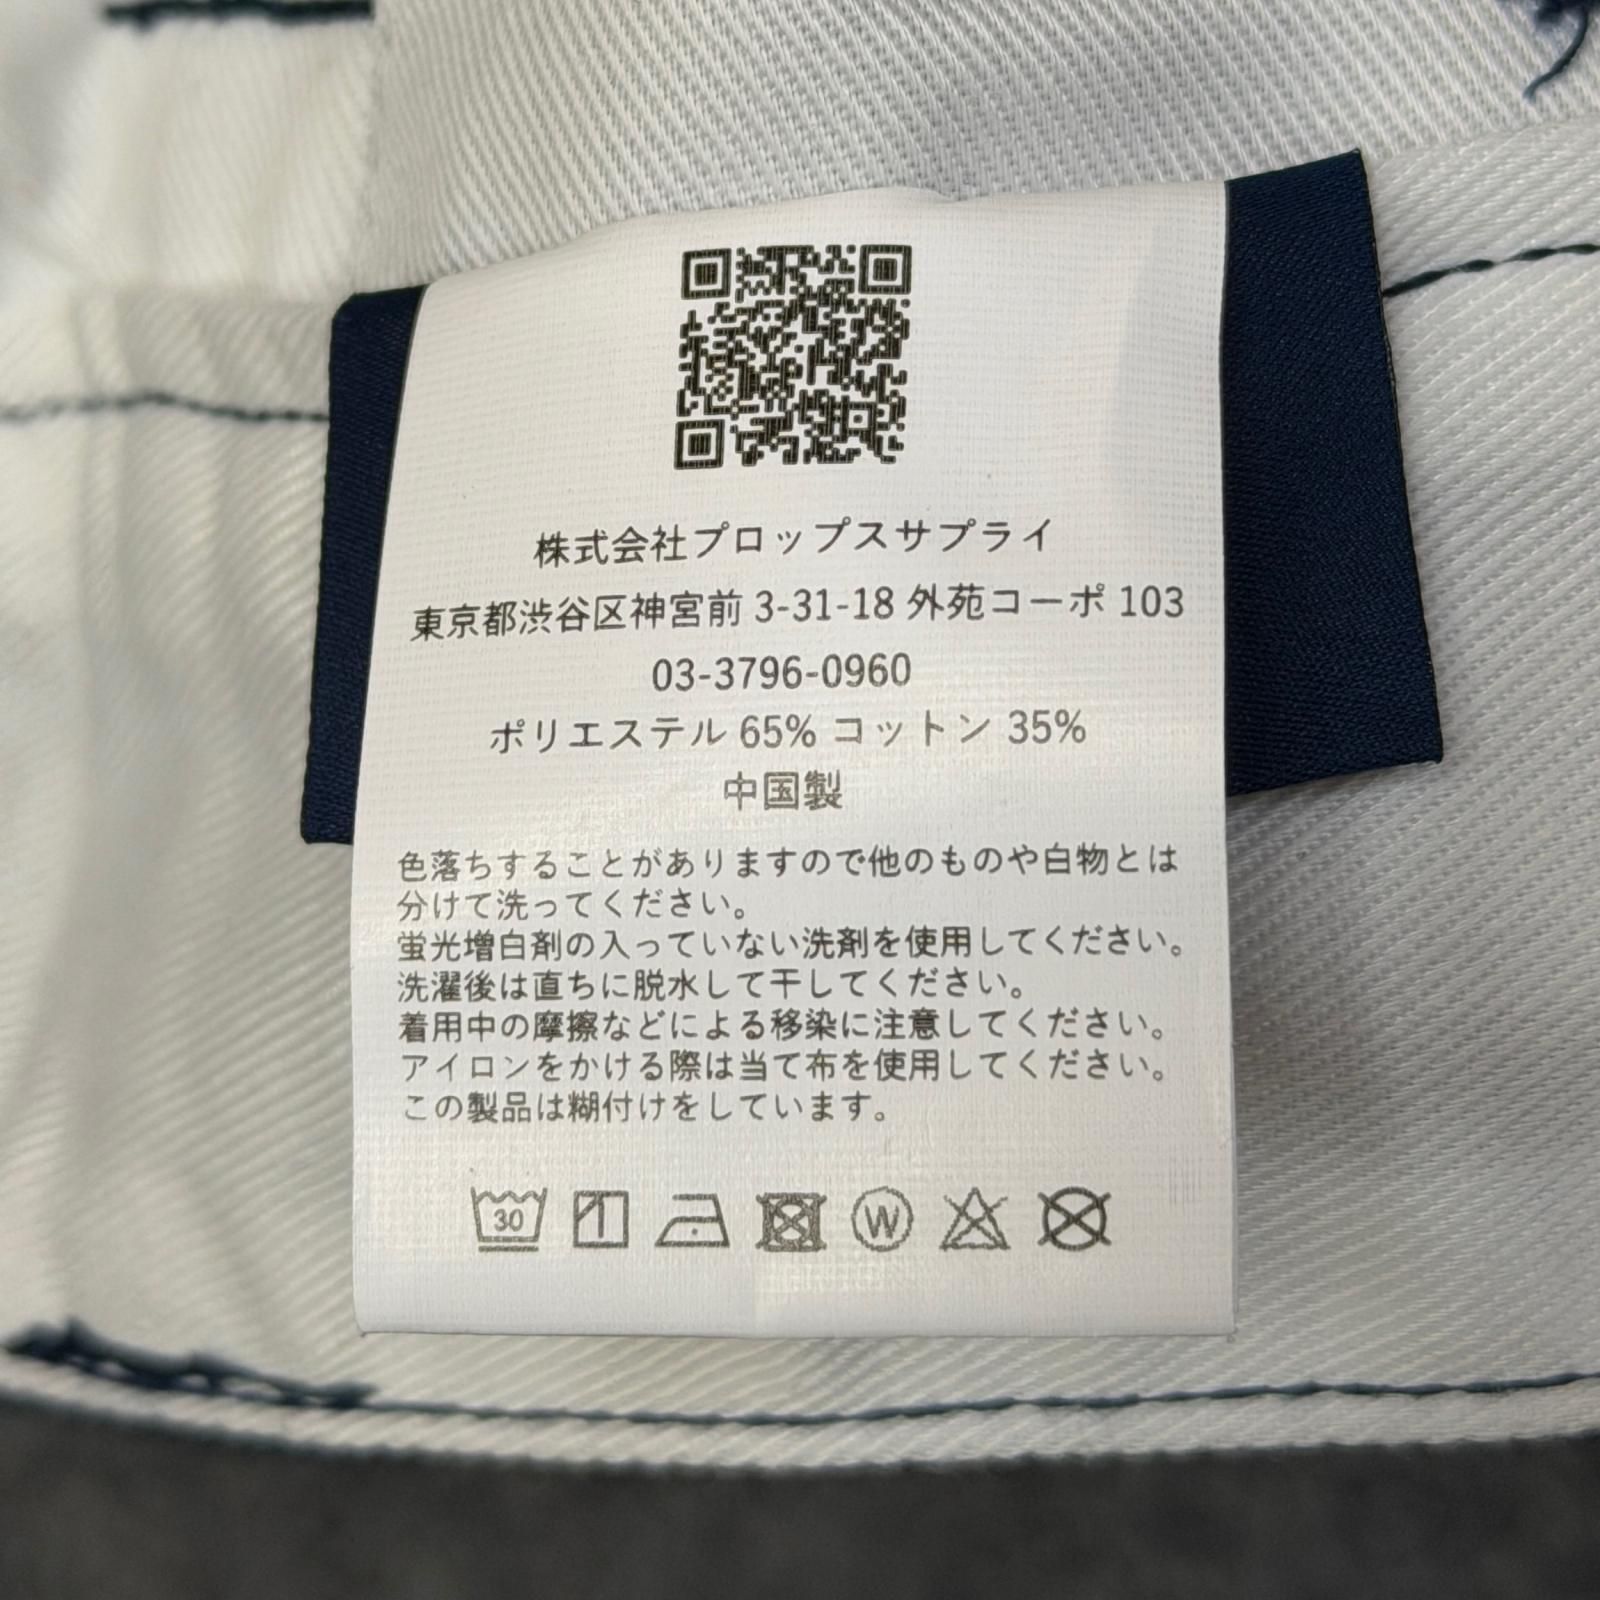 株式会社プロップスサプライ
東京都渋谷区神宮前 3-31-18 外苑コーポ 103
03-3796-0960
ポリエステル 65% コットン 35%
中国製
色落ちすることがありますので他のものや白物とは
分けて洗ってください。
蛍光増白剤の入っていない洗剤を使用してください。
洗濯後は直ちに脱水して干してください。
着用中の摩擦などによる移染に注意してください。
アイロンをかける際は当て布を使用してください。
この製品は糊付けをしています。
30 W